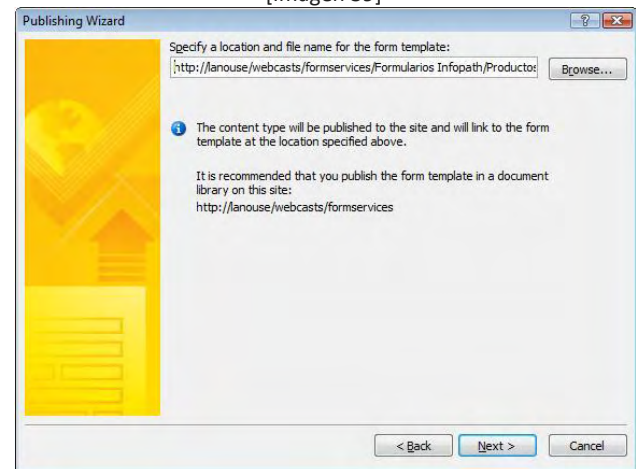 Publishing Wizard
Specify a location and file name for the form template:
http://lanouse/webcasts/formservices/Formularios Infopath/Productos
Browse...
The content type will be published to the site and will link to the form
template at the location specified above.
It is recommended that you publish the form template in a document
library on this site:
http://lanouse/webcasts/formservices
< Back
Next >
Cancel